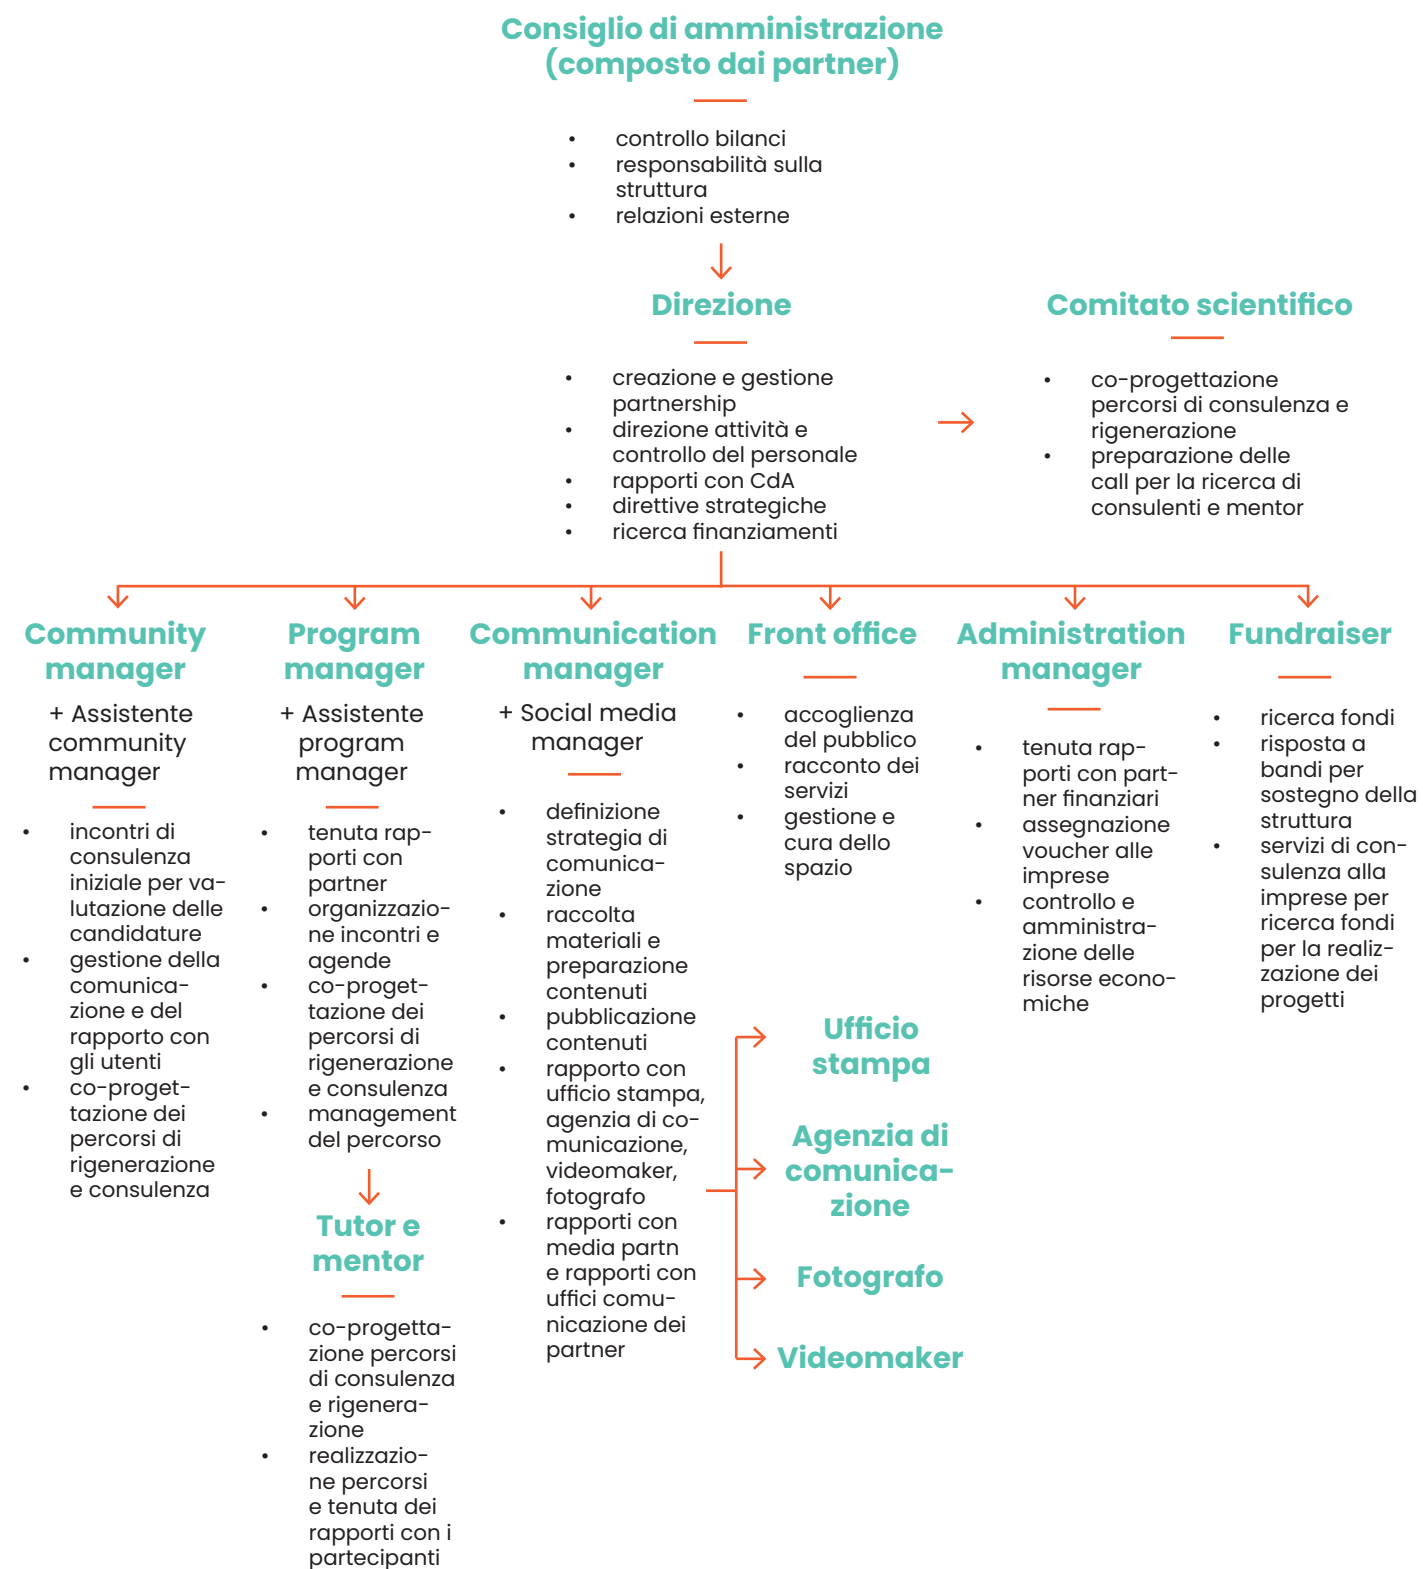 Consiglio di amministrazione
(composto dai partner)
• controllo bilanci
• responsabilità sulla
struttura
• relazioni esterne
Direzione
• creazione e gestione
partnership
• direzione attività e
controllo del personale
• rapporti con CdA
• direttive strategiche
• ricerca finanziamenti
Comitato scientifico
• co-progettazione
percorsi di consulenza e
rigenerazione
• preparazione delle
call per la ricerca di
consulenti e mentor
Community
manager
+ Assistente
community
manager
• incontri di
consulenza
iniziale per va-
lutazione delle
candidature
• gestione della
comunica-
zione e del
rapporto con
gli utenti
• co-proget-
tazione dei
percorsi di
rigenerazione
e consulenza
Program
manager
+ Assistente
program
manager
• tenuta rap-
porti con
partner
• organizzazio-
ne incontri e
agende
• co-proget-
tazione dei
percorsi di
rigenerazione
e consulenza
• management
del percorso
Tutor e
mentor
• co-progetta-
zione percorsi
di consulenza
e rigenera-
zione
• realizzazio-
ne percorsi
e tenuta dei
rapporti con i
partecipanti
Communication
manager
+ Social media
manager
• definizione
strategia di
comunica-
zione
• raccolta
materiali e
preparazione
contenuti
• pubblicazione
contenuti
• rapporto con
ufficio stampa,
agenzia di co-
municazione,
videomaker,
fotografo
• rapporti con
media partn
e rapporti con
uffici comu-
nicazione dei
partner
Ufficio
stampa
Agenzia di
comunica-
zione
Fotografo
Videomaker
Front office
• accoglienza
del pubblico
• racconto dei
servizi
• gestione e
cura dello
spazio
Administration
manager
• tenuta rap-
porti con part-
ner finanziari
• assegnazione
voucher alle
imprese
• controllo e
amministra-
zione delle
risorse econo-
miche
Fundraiser
• ricerca fondi
• risposta a
bandi per
sostegno della
struttura
• servizi di con-
sulenza alla
imprese per
ricerca fondi
per la realiz-
zazione dei
progetti